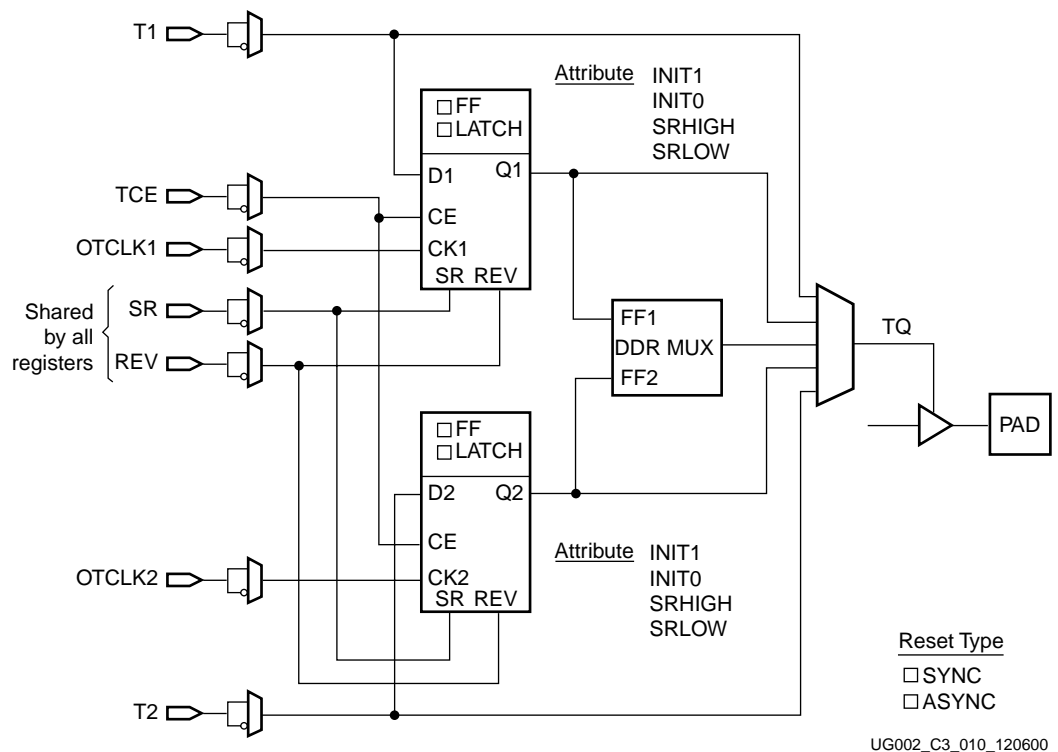 T1
Attribute INIT1
INIT0
SRHIGH
SRLOW
FF
LATCH
D1 Q1
TCE
CE
OTCLK1
CK1
SR REV
Shared
by all
registers
SR
REV
FF1
DDR MUX
FF2
TQ
PAD
FF
LATCH
D2 Q2
CE
Attribute INIT1
INIT0
SRHIGH
SRLOW
OTCLK2
CK2
SR REV
Reset Type
SYNC
ASYNC
T2
UG002_C3_010_120600